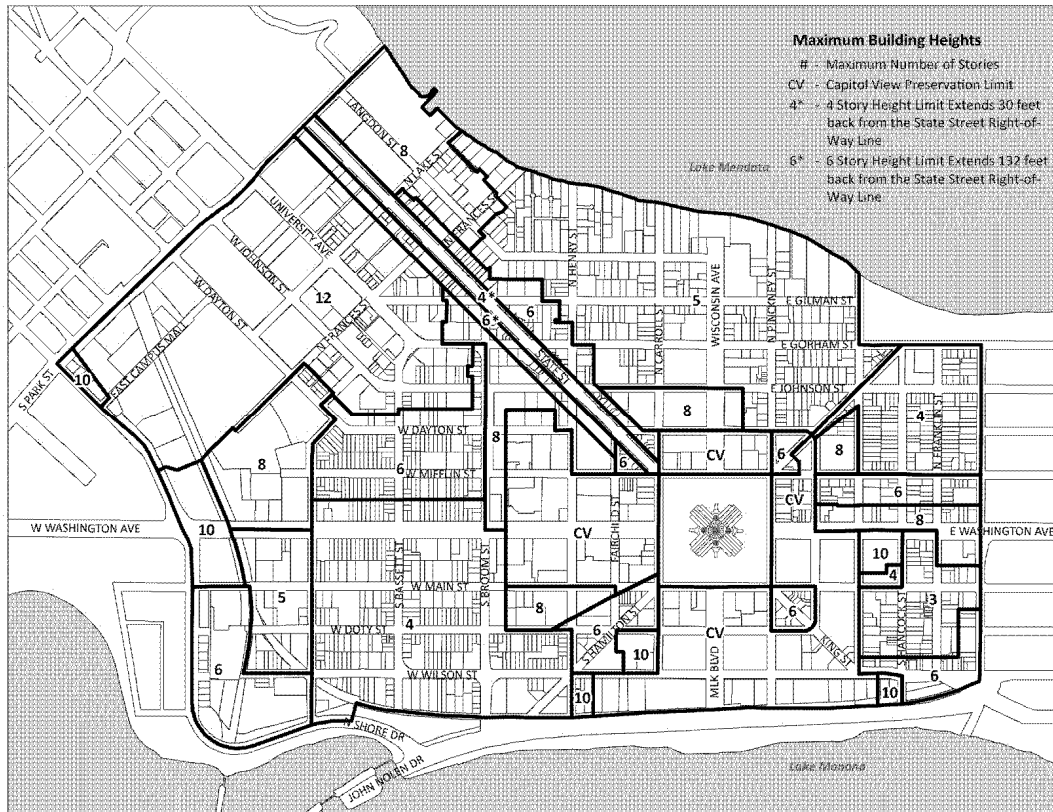 Maximum Building Heights
# - Maximum Number of Stories
CV - Capitol View Preservation Limit
4* - 4 Story Height Limit Extends 30 feet
back from the State Street Right-of-
Way Line
6* - 6 Story Height Limit Extends 132 feet
back from the State Street Right-of-
Way Line
Lake Mendota
LANGDON ST
8
N LAKE ST
N FRANCES ST
UNIVERSITY AVE
W JOHNSON ST
W DAYTON ST
N FRANCES ST
12
4*
6*
6
STATE ST
N HENRY ST
N CARROLL ST
WISCONSIN AVE
N PINCKNEY ST
5
E GILMAN ST
E GORHAM ST
E JOHNSON ST
EAST CAMPUS MALL
S PARK ST
10
8
W DAYTON ST
6
W MIFFLIN ST
8
8
6
CV
6
8
4
N FRANKLIN ST
CV
6
8
W WASHINGTON AVE
10
CV
FAIRCHILD ST
E WASHINGTON AVE
10
4
5
S BASSETT ST
S BROOM ST
W MAIN ST
W DOTY ST
4
W WILSON ST
8
6
S HAMILTON ST
10
10
CV
MLK BLVD
6
KING ST
S HANCOCK ST
3
6
10
6
N SHORE DR
JOHN NOLEN DR
Lake Monona